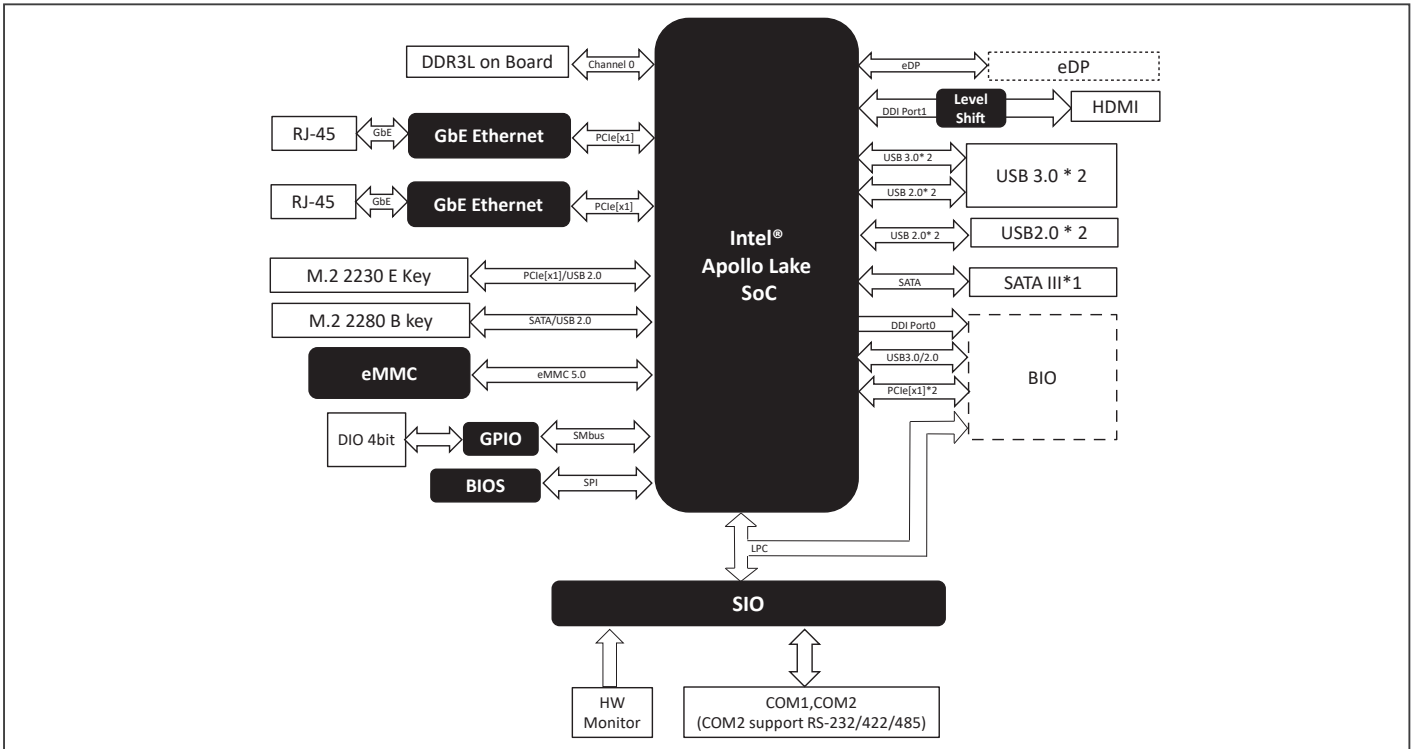 DDR3L on Board
Channel 0
eDP
eDP
DDI Port1
Level
Shift
HDMI
RJ-45
GbE
GbE Ethernet
PCIe[x1]
USB 3.0* 2
USB 2.0* 2
USB 3.0 * 2
RJ-45
GbE
GbE Ethernet
PCIe[x1]
Intel®
Apollo Lake
SoC
USB 2.0* 2
USB2.0 * 2
M.2 2230 E Key
PCIe[x1]/USB 2.0
SATA
SATA III*1
M.2 2280 B key
SATA/USB 2.0
DDI Port0
USB3.0/2.0
PCIe[x1]*2
BIO
eMMC
eMMC 5.0
DIO 4bit
GPIO
SMbus
BIOS
SPI
LPC
SIO
HW
Monitor
COM1,COM2
(COM2 support RS-232/422/485)